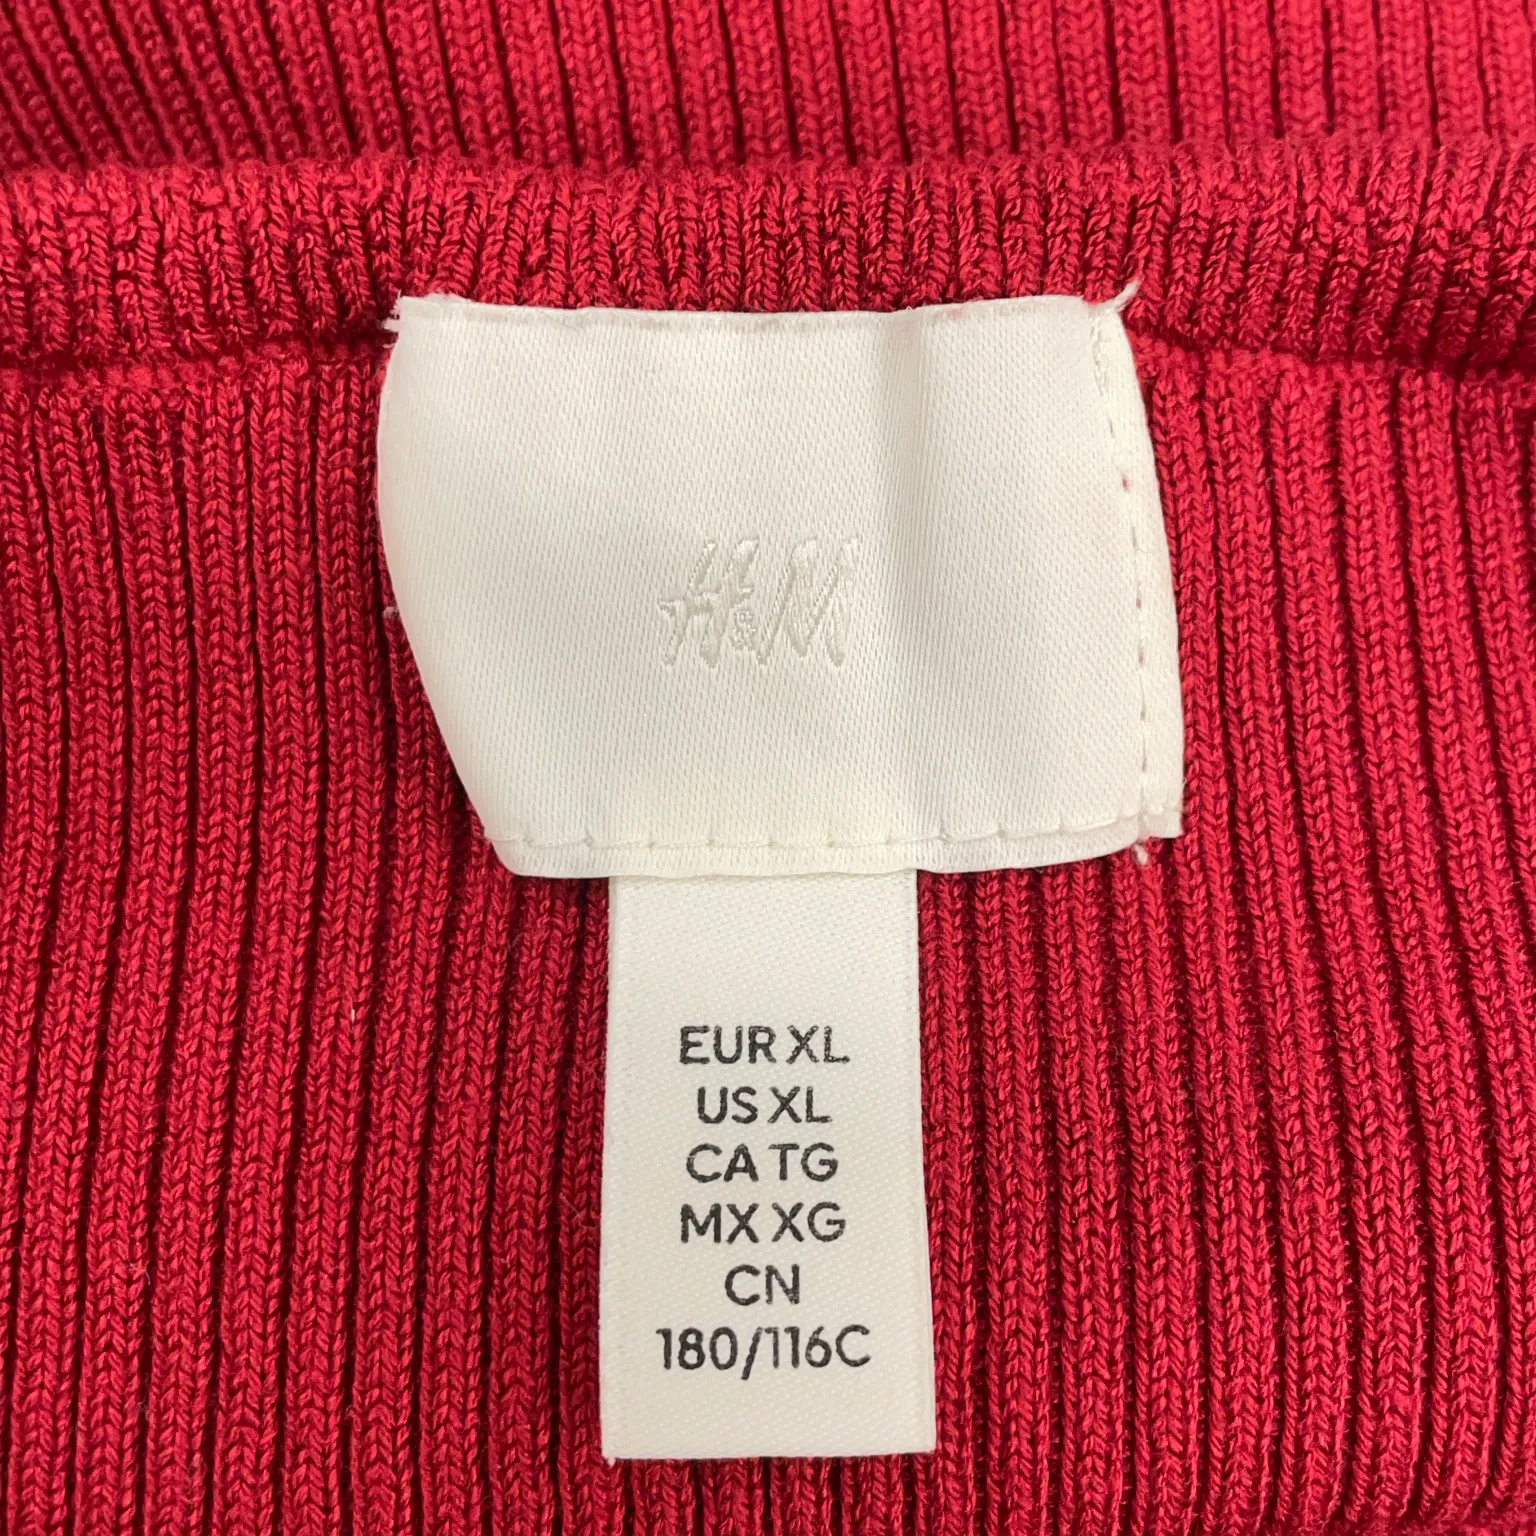 H&M
EUR XL
US XL
CA TG
MX XG
CN
180/116C